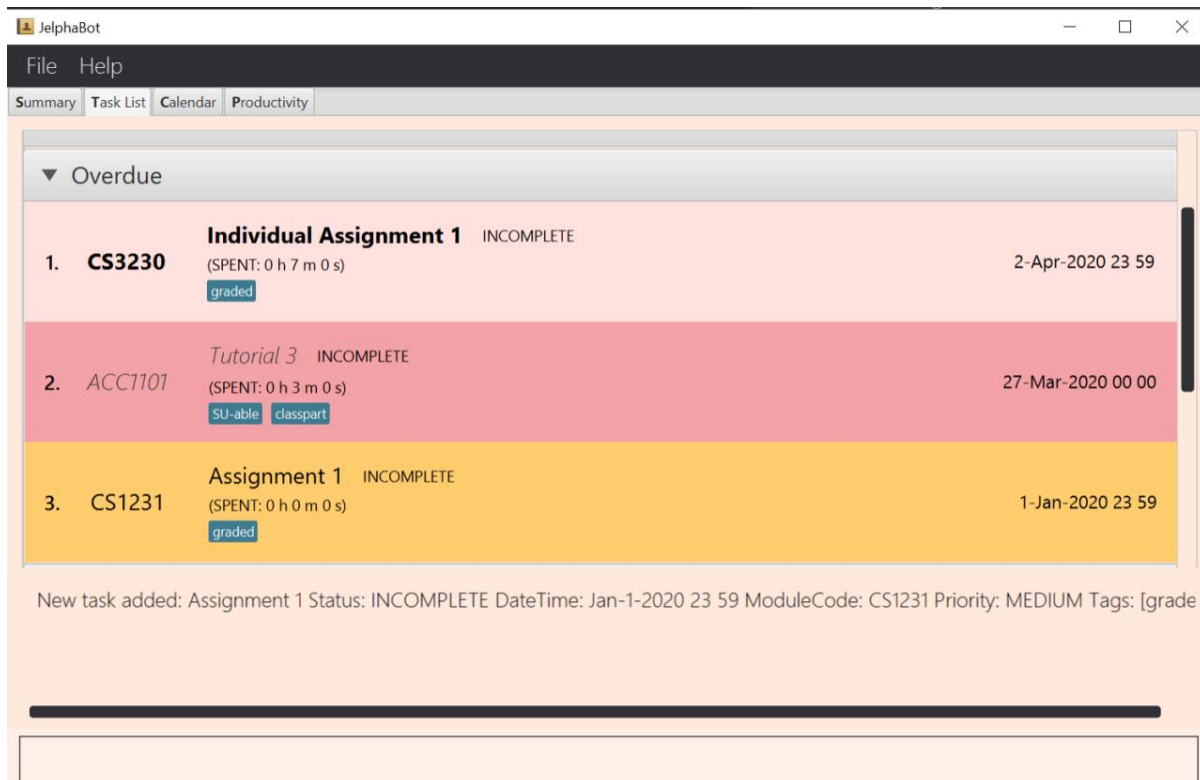 JelphaBot
File Help
Summary Task List Calendar Productivity
Overdue
Individual Assignment 1 INCOMPLETE
1. CS3230 (SPENT: 0 h 7 m 0 s) 2-Apr-2020 23 59
graded
Tutorial 3 INCOMPLETE
2. ACC1101 (SPENT: 0 h 3 m 0 s) 27-Mar-2020 00 00
SU-able classpart
Assignment 1 INCOMPLETE
3. CS1231 (SPENT: 0 h 0 m 0 s) 1-Jan-2020 23 59
graded
New task added: Assignment 1 Status: INCOMPLETE DateTime: Jan-1-2020 23 59 ModuleCode: CS1231 Priority: MEDIUM Tags: [grade